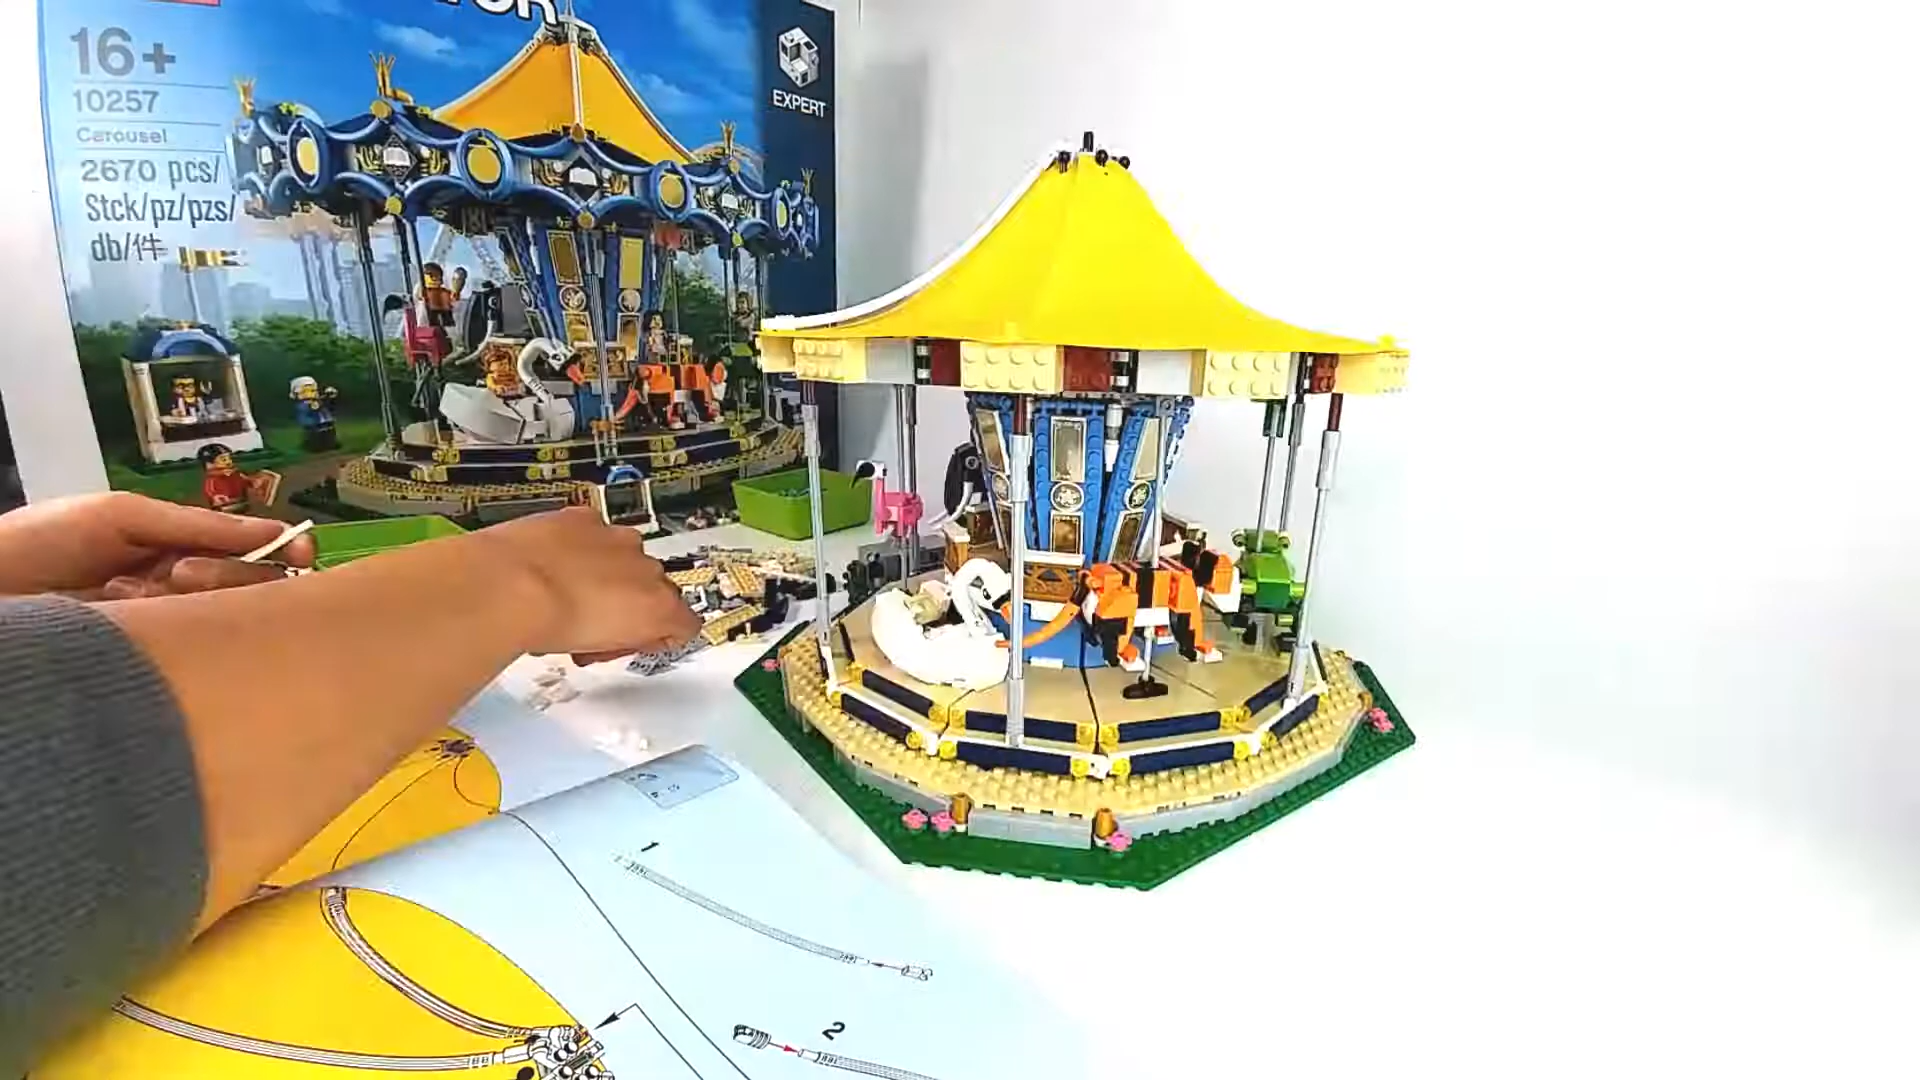 16+
10257
Carousel
2670 pcs/
Stck/pz/pzs/
db/件
EXPERT
1
2